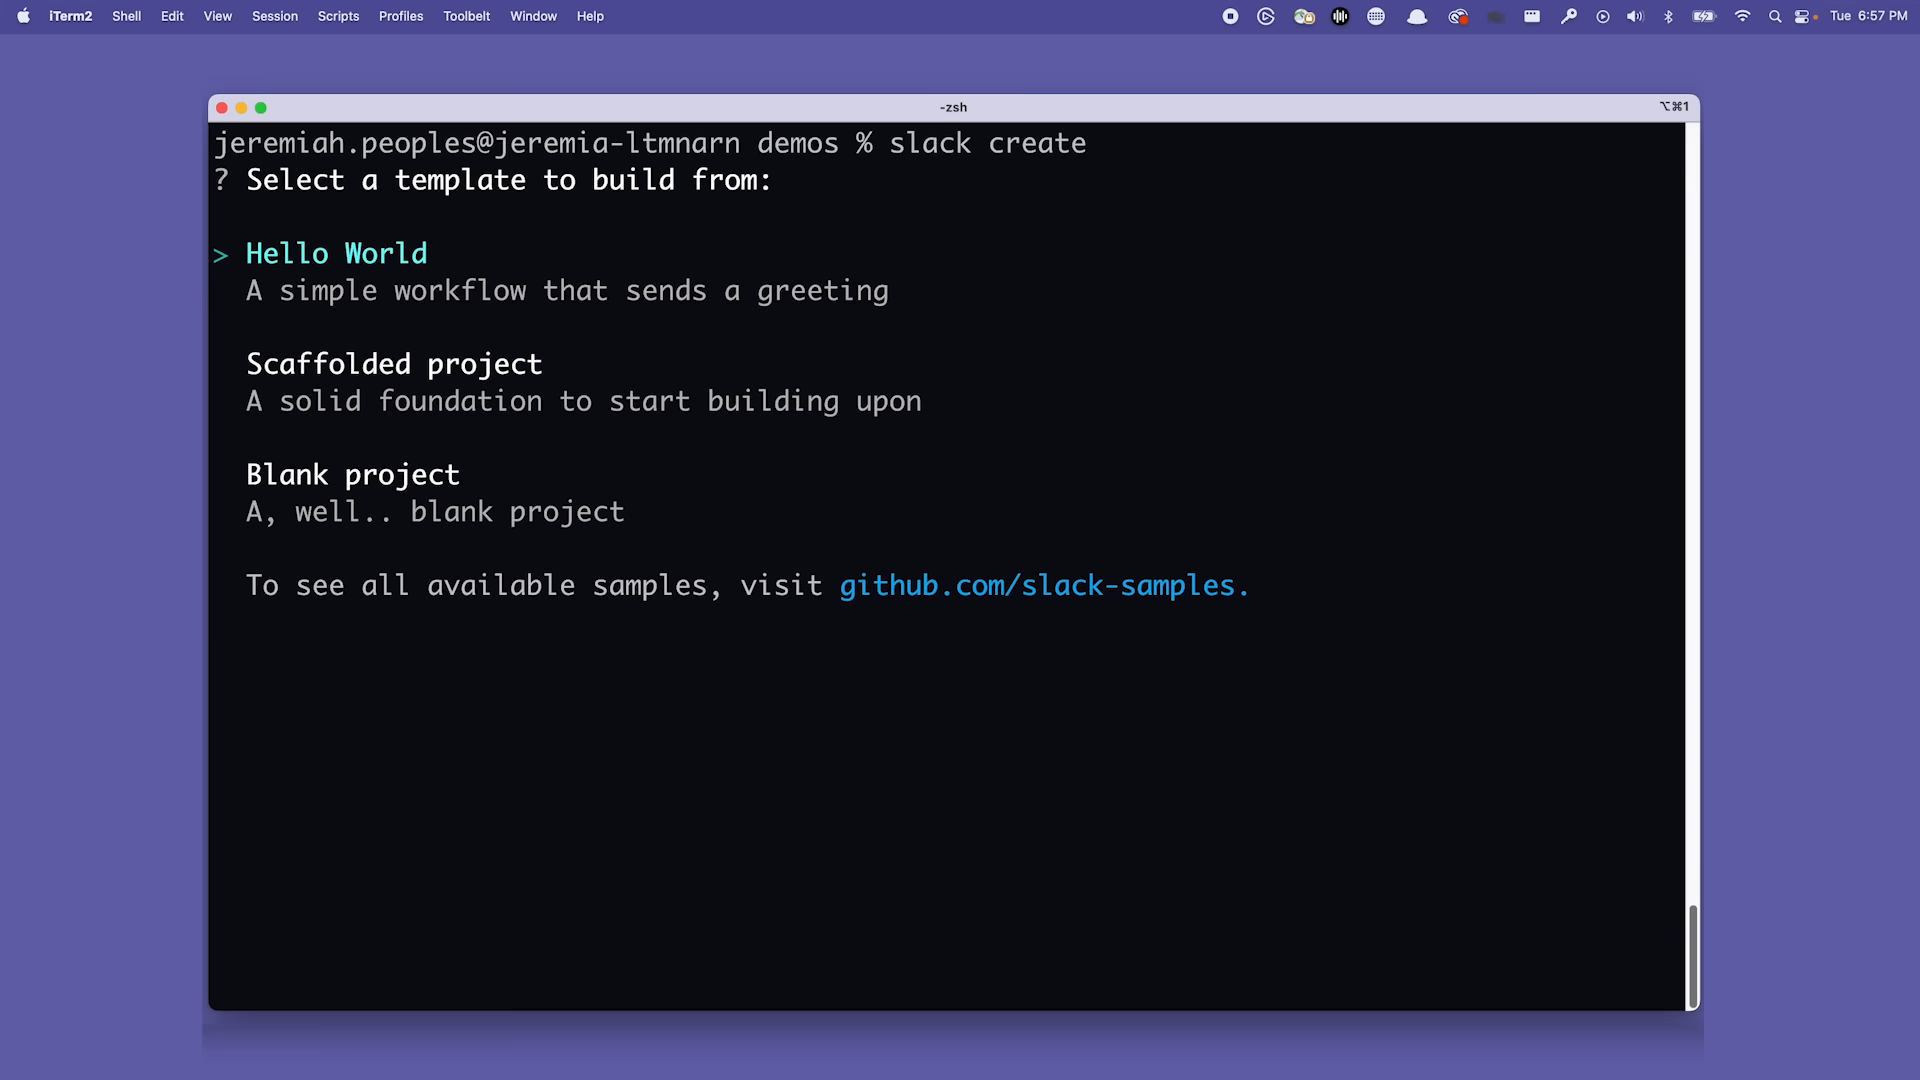 iTerm2 Shell Edit View Session Scripts Profiles Toolbelt Window Help Tue 6:57 PM
-zsh ⌥⌘1
jeremiah.peoples@jeremia-ltmnarn demos % slack create
? Select a template to build from:
> Hello World
A simple workflow that sends a greeting
Scaffolded project
A solid foundation to start building upon
Blank project
A, well.. blank project
To see all available samples, visit github.com/slack-samples.